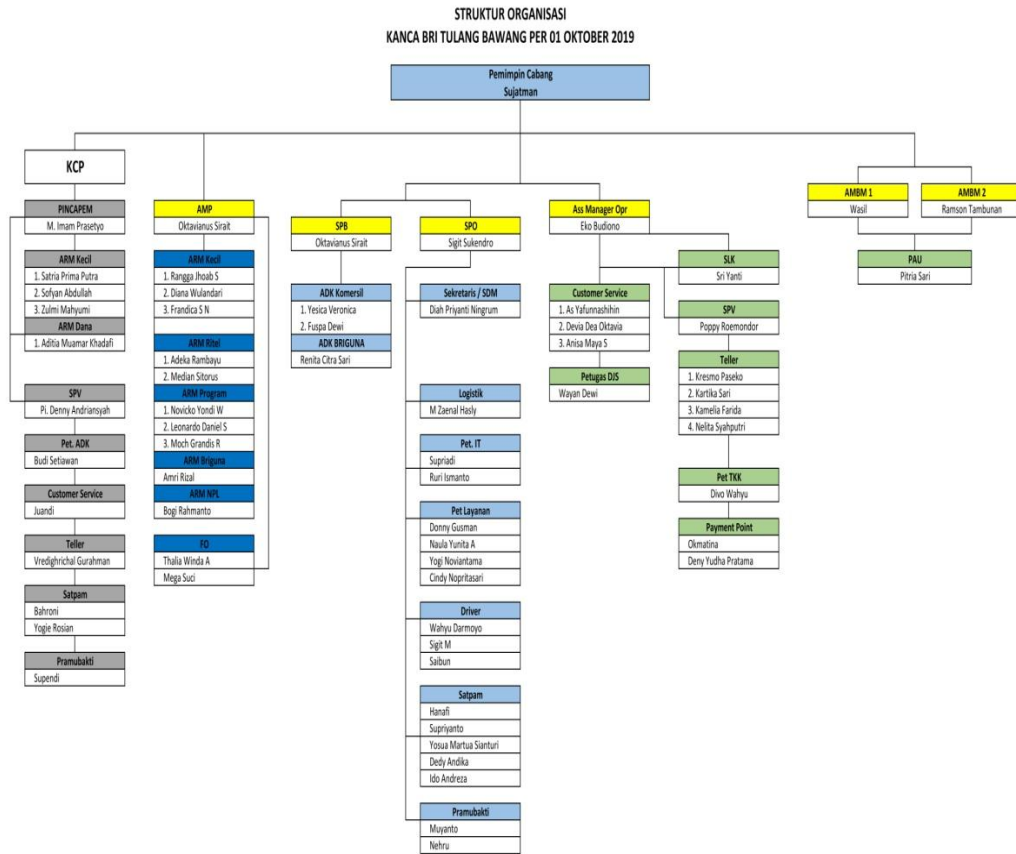 STRUKTUR ORGANISASI
KANCA BRI TULANG BAWANG PER 01 OKTOBER 2019
Pemimpin Cabang
Sujatman
KCP
PINCAPEM
M. Imam Prasetyo
ARM Kecil
1. Satria Prima Putra
2. Sofyan Abdullah
3. Zulmi Mahyumi
ARM Dana
1. Aditia Muamar Khadafi
SPV
Pj. Denny Andriansyah
Pet. ADK
Budi Setiawan
Customer Service
Juandi
Teller
Vredighrichal Gurahman
Satpam
Bahroni
Yogie Rosian
Pramubakti
Supendi
AMP
Oktavianus Sirait
ARM Kecil
1. Rangga Jhoab S
2. Diana Wulandari
3. Frandica S N
ARM Ritel
1. Adeka Rambayu
2. Median Sitorus
ARM Program
1. Novicko Yondi W
2. Leonardo Daniel S
3. Moch Grandis R
ARM Briguna
Amri Rizal
ARM NPL
Bogi Rahmanto
FO
Thalia Winda A
Mega Suci
SPB
Oktavianus Sirait
ADK Komersil
1. Yesica Veronica
2. Fuspa Dewi
ADK BRIGUNA
Renita Citra Sari
SPO
Sigit Sukendro
Sekretaris / SDM
Diah Priyanti Ningrum
Logistik
M Zaenal Hasly
Pet. IT
Supriadi
Ruri Ismanto
Pet Layanan
Donny Gusman
Naula Yunita A
Yogi Noviantama
Cindy Nopritasari
Driver
Wahyu Darmoyo
Sigit M
Saibun
Satpam
Hanafi
Supriyanto
Yosua Martua Sianturi
Dedy Andika
Ido Andreza
Pramubakti
Muyanto
Nehru
Ass Manager Opr
Eko Budiono
Customer Service
1. As Yafunnashihin
2. Devia Dea Oktavia
3. Anisa Maya S
Petugas DJS
Wayan Dewi
SLK
Sri Yanti
SPV
Poppy Roemondor
Teller
1. Kresmo Paseko
2. Kartika Sari
3. Kamelia Farida
4. Nelita Syahputri
Pet TKK
Divo Wahyu
Payment Point
Okmatina
Deny Yudha Pratama
AMBM 1
Wasil
AMBM 2
Ramson Tambunan
PAU
Pitria Sari